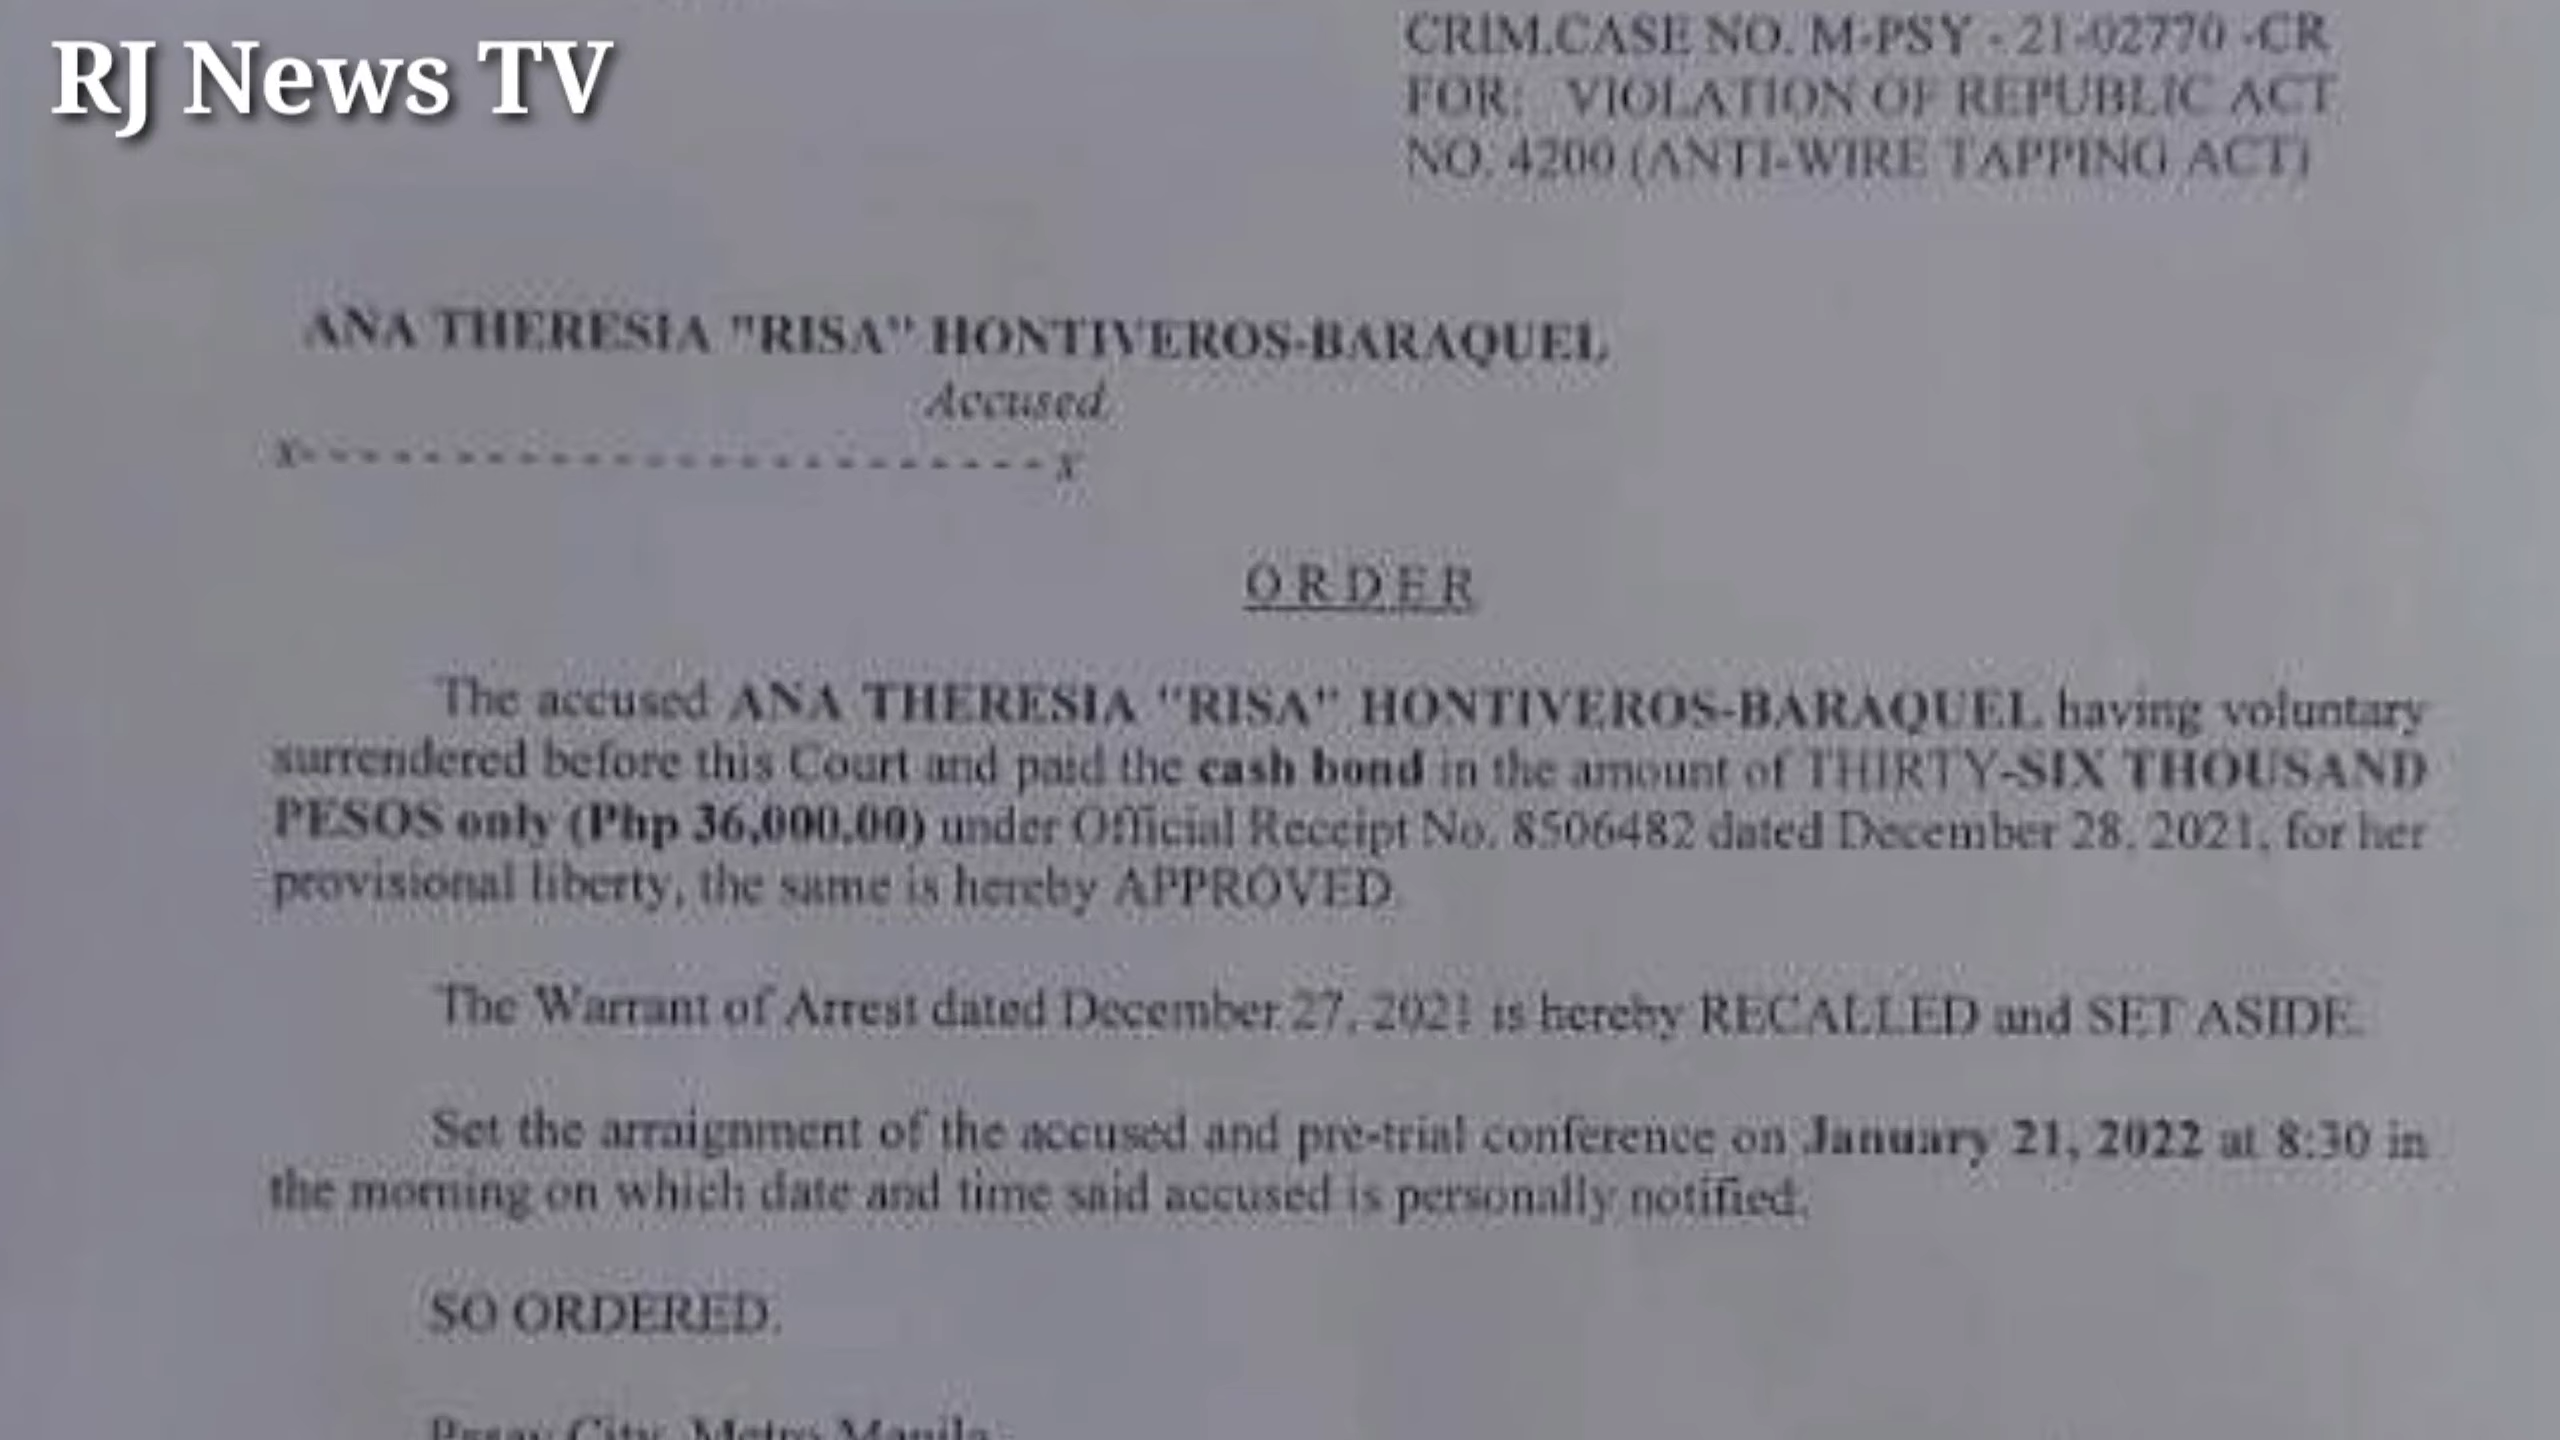 RJ News TV
CRIM.CASE NO. M-PSY - 21-02770 -CR
FOR: VIOLATION OF REPUBLIC ACT
NO. 4200 (ANTI-WIRE TAPPING ACT)
ANA THERESIA "RISA" HONTIVEROS-BARAQUEL
Accused
x- - - - - - - - - - - - - - - - - - - - - - - - - x
ORDER
The accused ANA THERESIA "RISA" HONTIVEROS-BARAQUEL having voluntary
surrendered before this Court and paid the cash bond in the amount of THIRTY-SIX THOUSAND
PESOS only (Php 36,000.00) under Official Receipt No. 8506482 dated December 28, 2021, for her
provisional liberty, the same is hereby APPROVED.
The Warrant of Arrest dated December 27, 2021 is hereby RECALLED and SET ASIDE.
Set the arraignment of the accused and pre-trial conference on January 21, 2022 at 8:30 in
the morning on which date and time said accused is personally notified.
SO ORDERED.
Pasay City, Metro Manila